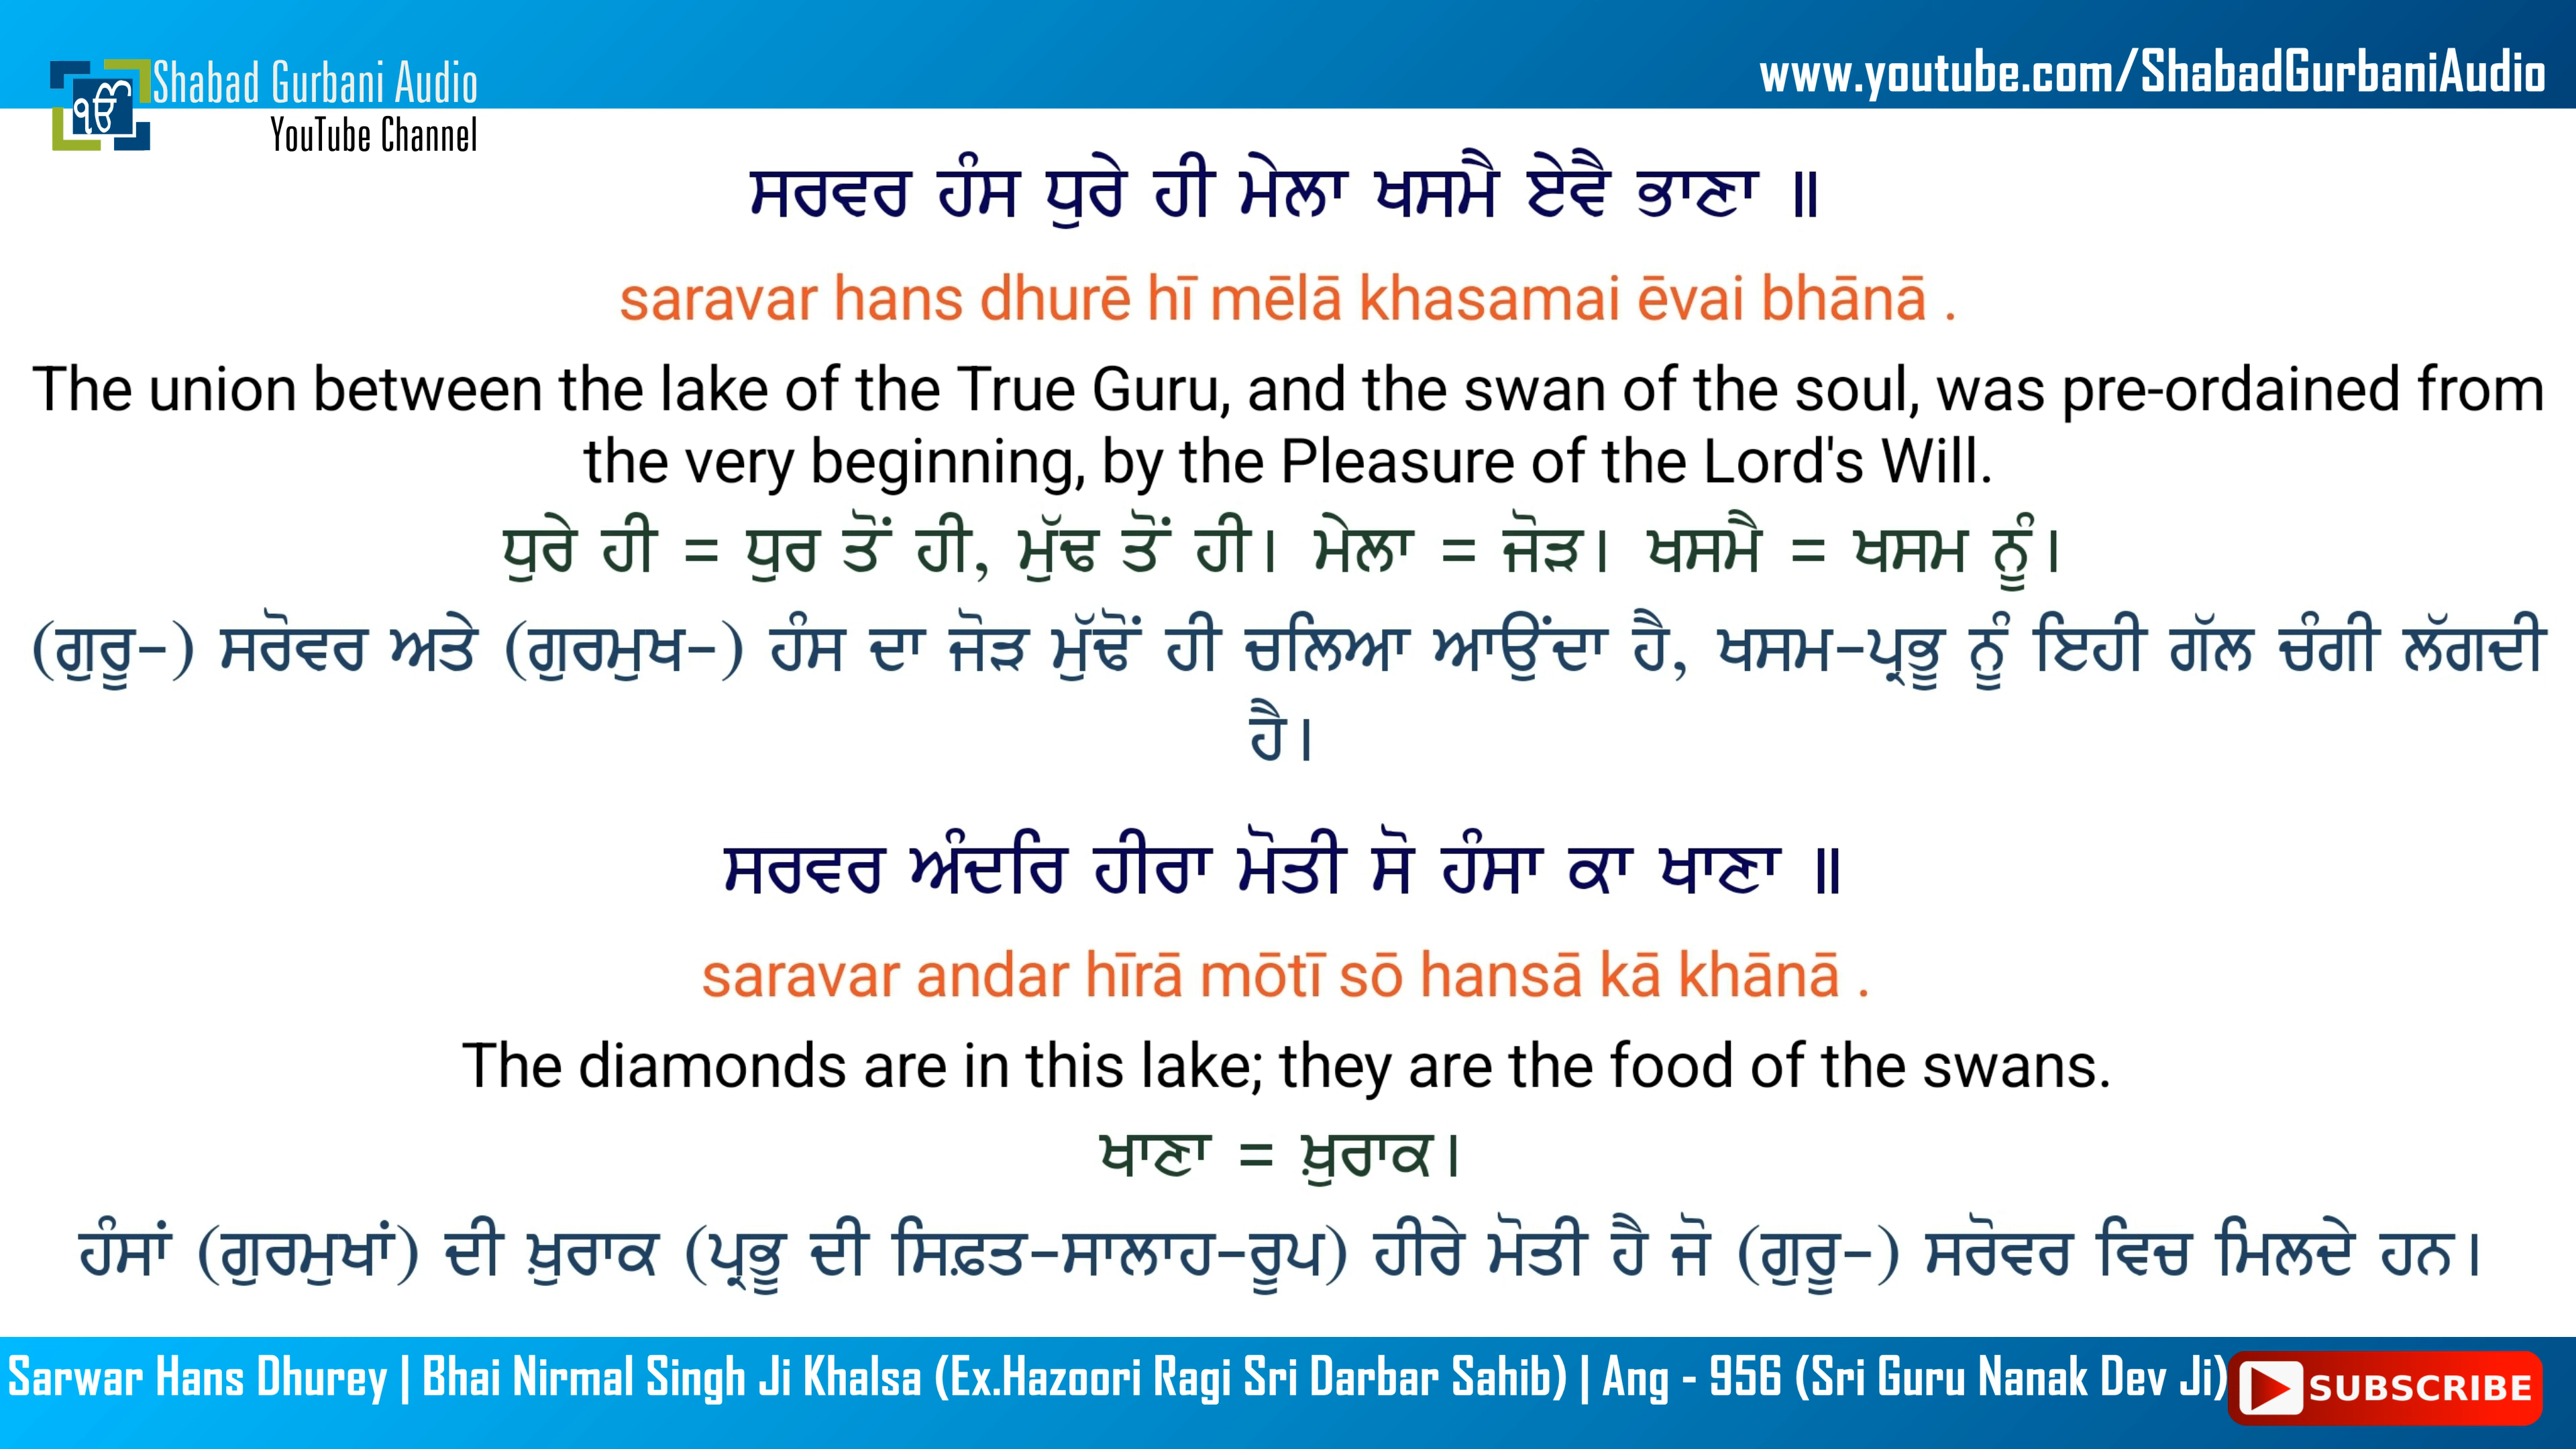 Shabad Gurbani Audio
YouTube Channel
ੴ
www.youtube.com/ShabadGurbaniAudio
ਸਰਵਰ ਹੰਸ ਧੁਰੇ ਹੀ ਮੇਲਾ ਖਸਮੈ ਏਵੈ ਭਾਣਾ ॥
saravar hans dhurē hī mēlā khasamai ēvai bhānā .
The union between the lake of the True Guru, and the swan of the soul, was pre-ordained from
the very beginning, by the Pleasure of the Lord's Will.
ਧੁਰੇ ਹੀ = ਧੁਰ ਤੋਂ ਹੀ, ਮੁੱਢ ਤੋਂ ਹੀ। ਮੇਲਾ = ਜੋੜ। ਖਸਮੈ = ਖਸਮ ਨੂੰ।
(ਗੁਰੂ-) ਸਰੋਵਰ ਅਤੇ (ਗੁਰਮੁਖ-) ਹੰਸ ਦਾ ਜੋੜ ਮੁੱਢੋਂ ਹੀ ਚਲਿਆ ਆਉਂਦਾ ਹੈ, ਖਸਮ-ਪ੍ਰਭੂ ਨੂੰ ਇਹੀ ਗੱਲ ਚੰਗੀ ਲੱਗਦੀ
ਹੈ।
ਸਰਵਰ ਅੰਦਰਿ ਹੀਰਾ ਮੋਤੀ ਸੋ ਹੰਸਾ ਕਾ ਖਾਣਾ ॥
saravar andar hīrā mōtī sō hansā kā khānā .
The diamonds are in this lake; they are the food of the swans.
ਖਾਣਾ = ਖ਼ੁਰਾਕ।
ਹੰਸਾਂ (ਗੁਰਮੁਖਾਂ) ਦੀ ਖ਼ੁਰਾਕ (ਪ੍ਰਭੂ ਦੀ ਸਿਫ਼ਤ-ਸਾਲਾਹ-ਰੂਪ) ਹੀਰੇ ਮੋਤੀ ਹੈ ਜੋ (ਗੁਰੂ-) ਸਰੋਵਰ ਵਿਚ ਮਿਲਦੇ ਹਨ।
Sarwar Hans Dhurey | Bhai Nirmal Singh Ji Khalsa (Ex.Hazoori Ragi Sri Darbar Sahib) | Ang - 956 (Sri Guru Nanak Dev Ji)
SUBSCRIBE